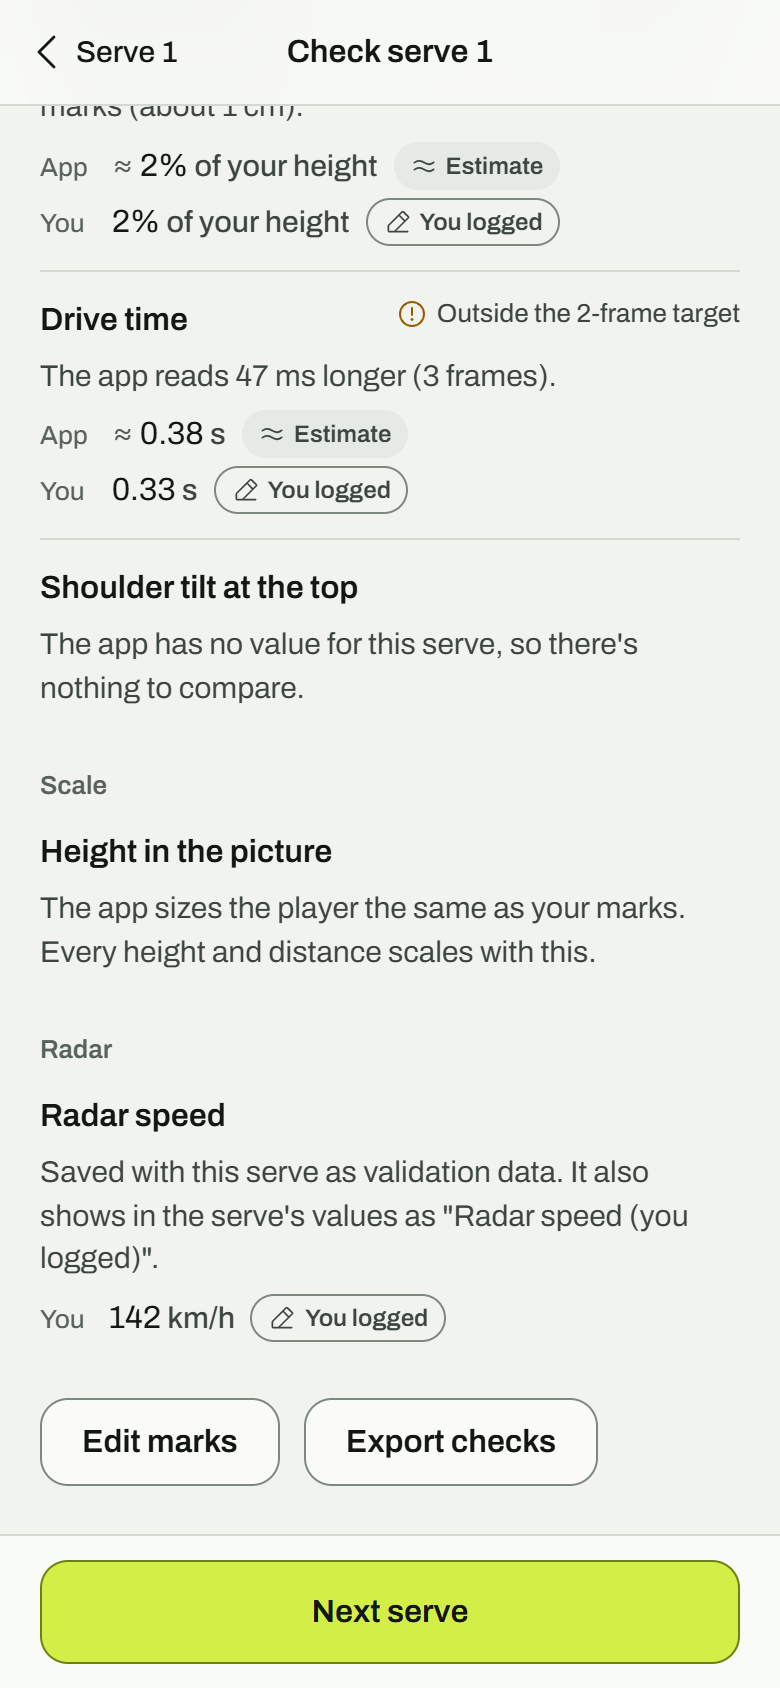 Serve 1
Check serve 1
marks (about 1 cm).
App ≈ 2% of your height ≈ Estimate
You 2% of your height You logged
Drive time
Outside the 2-frame target
The app reads 47 ms longer (3 frames).
App ≈ 0.38 s ≈ Estimate
You 0.33 s You logged
Shoulder tilt at the top
The app has no value for this serve, so there's
nothing to compare.
Scale
Height in the picture
The app sizes the player the same as your marks.
Every height and distance scales with this.
Radar
Radar speed
Saved with this serve as validation data. It also
shows in the serve's values as "Radar speed (you
logged)".
You 142 km/h You logged
Edit marks
Export checks
Next serve